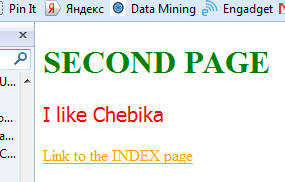 Pin It Яндекс Data Mining Engadget
SECOND PAGE
I like Chebika
Link to the INDEX page